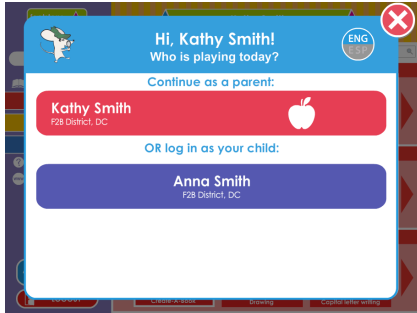 Hi, Kathy Smith!
Who is playing today?
ENG
ESP
Continue as a parent:
Kathy Smith
F2B District, DC
OR log in as your child:
Anna Smith
F2B District, DC
Create-A-Book
Drawing
Capital letter writing